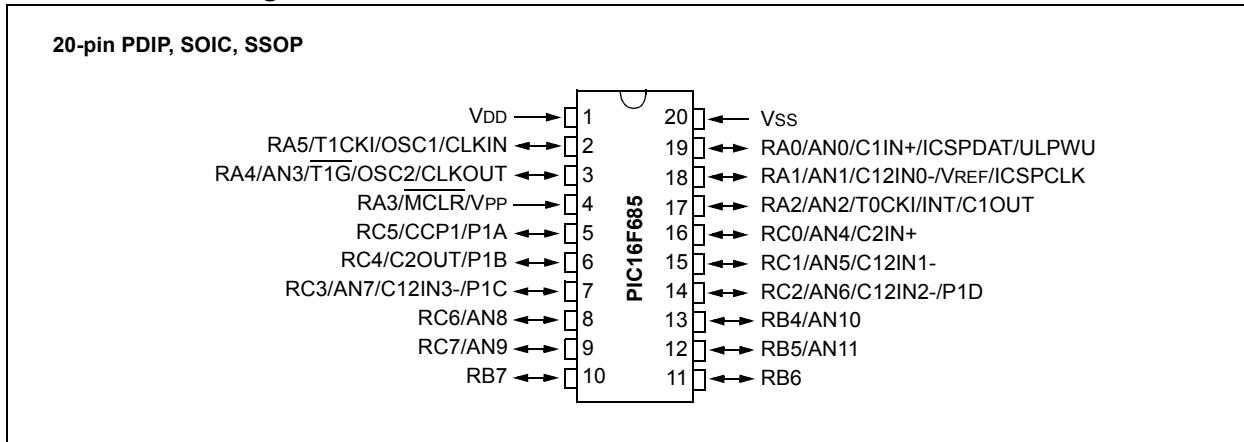 20-pin PDIP, SOIC, SSOP
VDD 1
RA5/T1CKI/OSC1/CLKIN 2
RA4/AN3/T1G/OSC2/CLKOUT 3
RA3/MCLR/VPP 4
RC5/CCP1/P1A 5
RC4/C2OUT/P1B 6
RC3/AN7/C12IN3-/P1C 7
RC6/AN8 8
RC7/AN9 9
RB7 10
PIC16F685
20 VSS
19 RA0/AN0/C1IN+/ICSPDAT/ULPWU
18 RA1/AN1/C12IN0-/VREF/ICSPCLK
17 RA2/AN2/T0CKI/INT/C1OUT
16 RC0/AN4/C2IN+
15 RC1/AN5/C12IN1-
14 RC2/AN6/C12IN2-/P1D
13 RB4/AN10
12 RB5/AN11
11 RB6